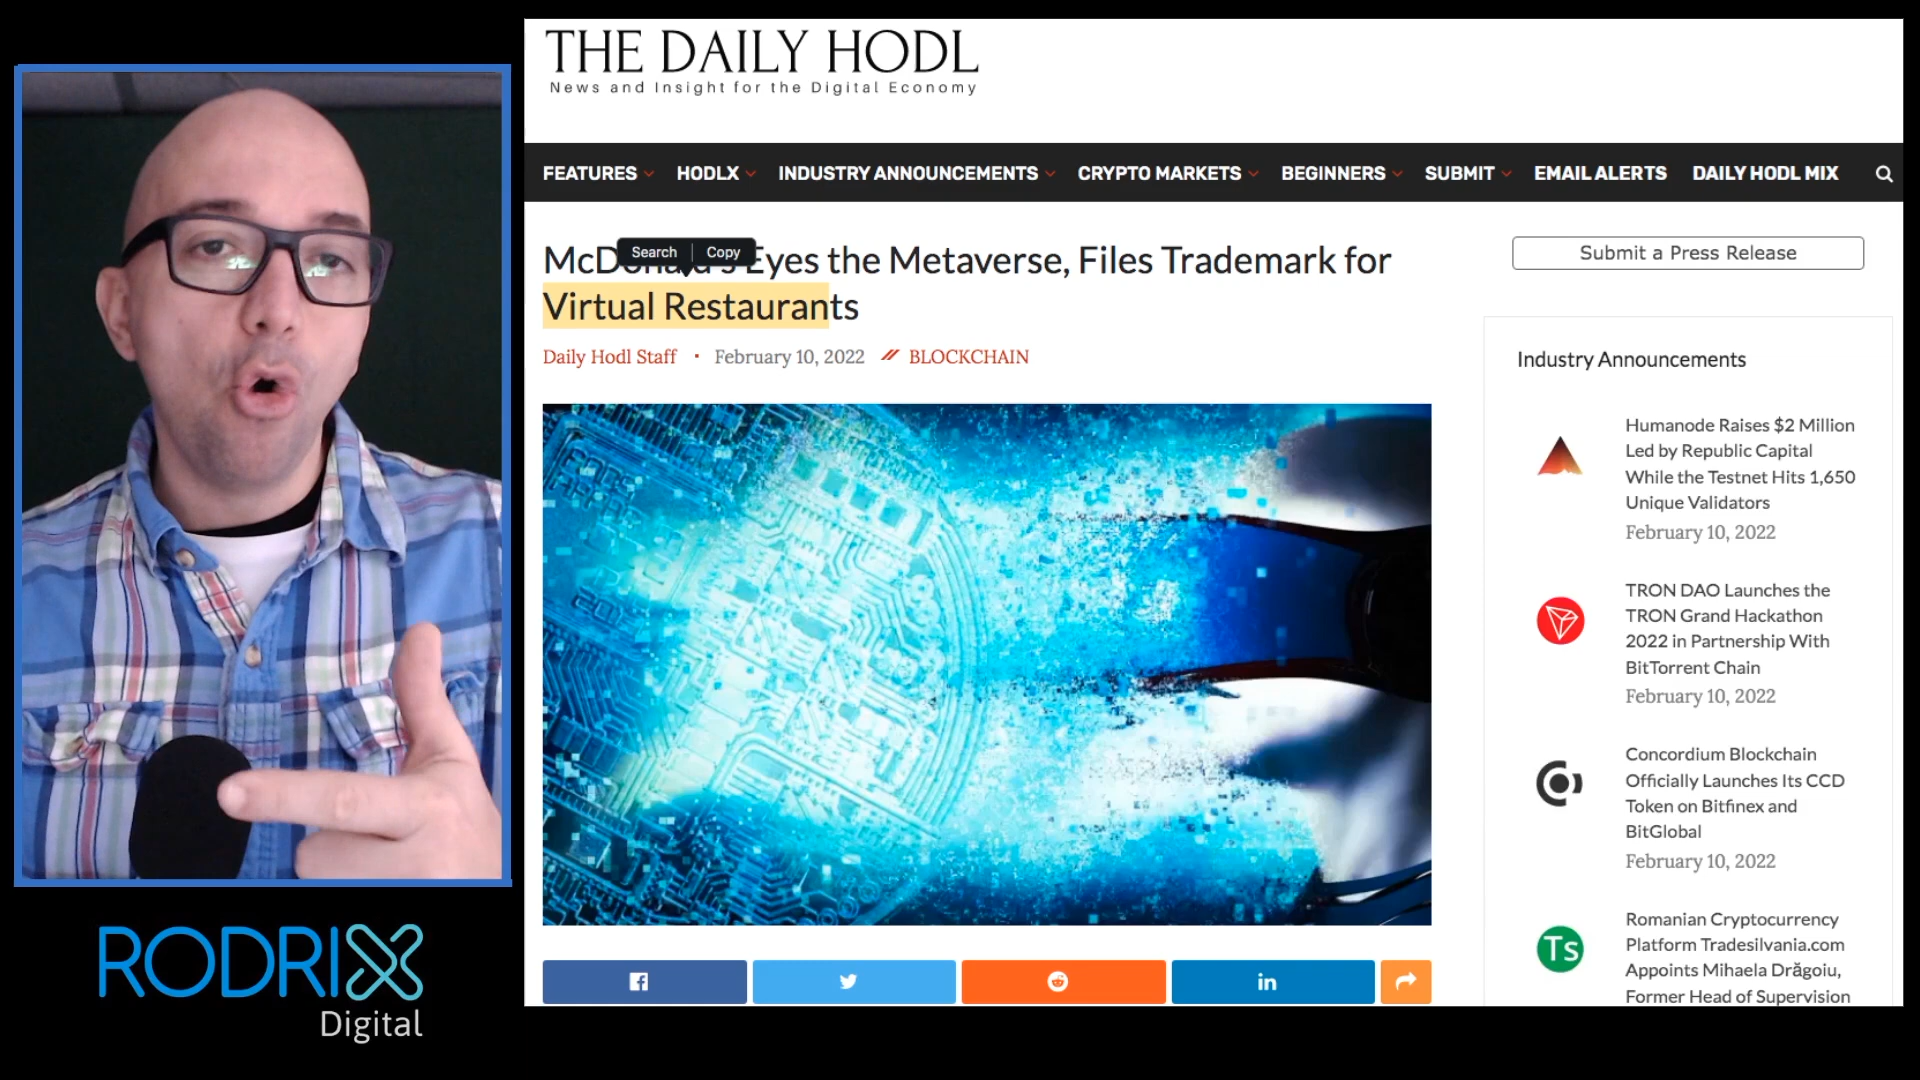 THE DAILY HODL
News and Insight for the Digital Economy
FEATURES HODLX INDUSTRY ANNOUNCEMENTS CRYPTO MARKETS BEGINNERS SUBMIT EMAIL ALERTS DAILY HODL MIX
Search Copy
Eyes the Metaverse, Files Trademark for
Virtual Restaurants
Daily Hodl Staff • February 10, 2022 BLOCKCHAIN
Submit a Press Release
Industry Announcements
Humanode Raises $2 Million
Led by Republic Capital
While the Testnet Hits 1,650
Unique Validators
February 10, 2022
TRON DAO Launches the
TRON Grand Hackathon
2022 in Partnership With
BitTorrent Chain
February 10, 2022
Concordium Blockchain
Officially Launches Its CCD
Token on Bitfinex and
BitGlobal
February 10, 2022
Ts
Romanian Cryptocurrency
Platform Tradesilvania.com
Appoints Mihaela Drăgoiu,
Former Head of Supervision
RODRIX
Digital